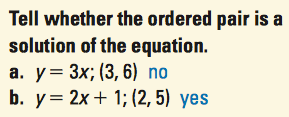 Tell whether the ordered pair is a
solution of the equation.
a. y = 3x; (3, 6) no
b. y = 2x + 1; (2, 5) yes